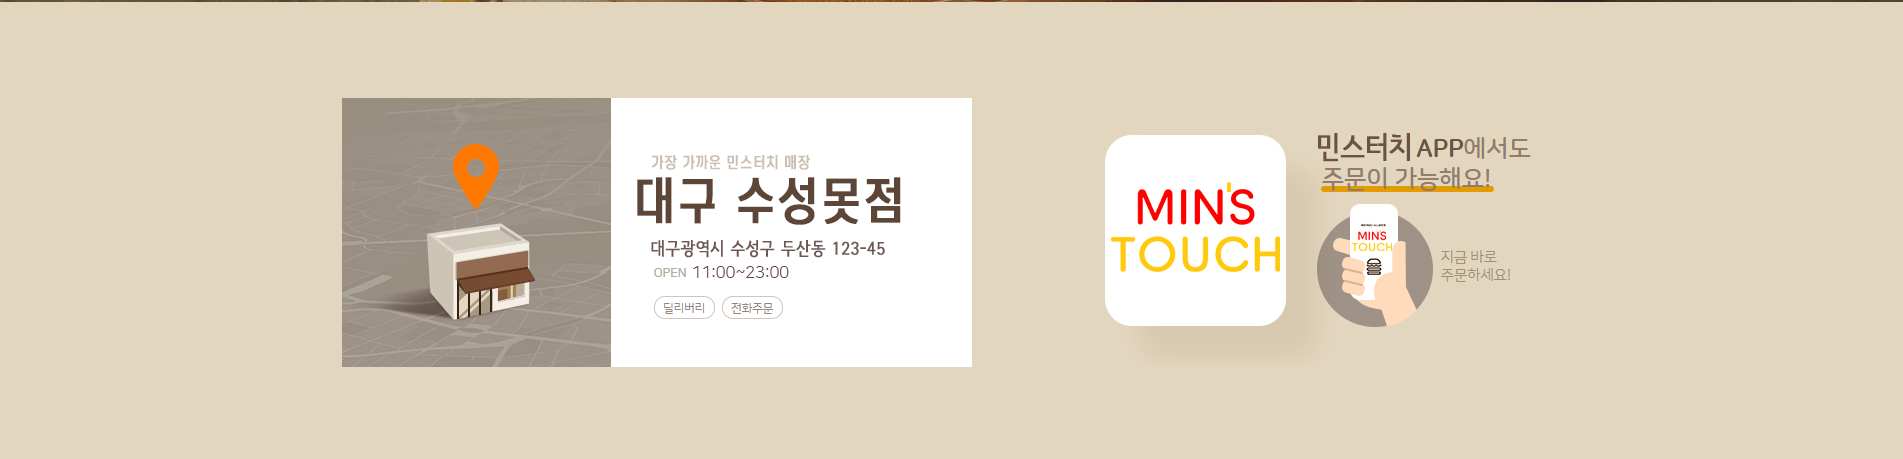 가장 가까운 민스터치 매장
대구 수성못점
대구광역시 수성구 두산동 123-45
OPEN 11:00~23:00
딜리버리 전화주문
MIN'S
TOUCH
민스터치 APP에서도
주문이 가능해요!
MIN'S
TOUCH
지금 바로
주문하세요!